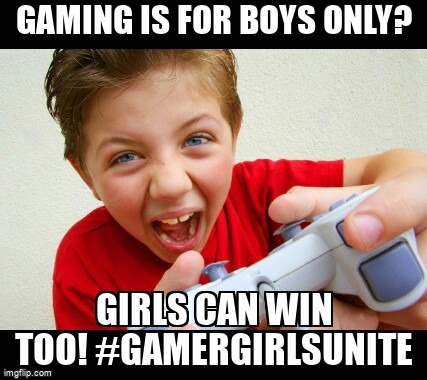 GAMING IS FOR BOYS ONLY?
GIRLS CAN WIN
TOO! #GAMERGIRLSUNITE
imgflip.com